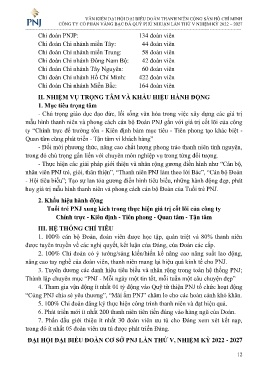 PNJ
VĂN KIỆN ĐẠI HỘI ĐẠI BIỂU ĐOÀN THANH NIÊN CỘNG SẢN HỒ CHÍ MINH
CÔNG TY CỔ PHẦN VÀNG BẠC ĐÁ QUÝ PHÚ NHUẬN LẦN THỨ V NHIỆM KỲ 2022 – 2027
Chi đoàn PNJP: 134 đoàn viên
Chi đoàn Chi nhánh miền Tây: 44 đoàn viên
Chi đoàn Chi nhánh miền Trung: 58 đoàn viên
Chi đoàn Chi nhánh Đông Nam Bộ: 42 đoàn viên
Chi đoàn Chi nhánh Tây Nguyên: 60 đoàn viên
Chi đoàn Chi nhánh Hồ Chí Minh: 422 đoàn viên
Chi đoàn Chi nhánh Miền Bắc: 164 đoàn viên
II. NHIỆM VỤ TRỌNG TÂM VÀ KHẨU HIỆU HÀNH ĐỘNG
1. Mục tiêu trọng tâm
- Chú trọng giáo dục đạo đức, lối sống văn hóa trong việc xây dựng các giá trị
mẫu hình thanh niên và phong cách cán bộ Đoàn PNJ gắn với giá trị cốt lõi của công
ty “Chính trực để trường tồn - Kiên định bám mục tiêu - Tiên phong tạo khác biệt -
Quan tâm cùng phát triển - Tận tâm vì khách hàng”
- Đổi mới phương thức, nâng cao chất lượng phong trào thanh niên tình nguyện,
trong đó chú trọng gắn liền với chuyên môn nghiệp vụ trong từng đối tượng.
- Thực hiện các giải pháp giới thiệu và nhân rộng gương điển hình như “Cán bộ,
nhân viên PNJ trẻ, giỏi, thân thiện”, “Thanh niên PNJ làm theo lời Bác”, “Cán bộ Đoàn
- Hội tiêu biểu”; Tạo sự lan tỏa gương điển hình tiêu biểu, những hành động đẹp, phát
huy giá trị mẫu hình thanh niên và phong cách cán bộ Đoàn của Tuổi trẻ PNJ.
2. Khẩu hiệu hành động
Tuổi trẻ PNJ xung kích trong thực hiện giá trị cốt lõi của công ty
Chính trực - Kiên định - Tiên phong - Quan tâm - Tận tâm
III. HỆ THỐNG CHỈ TIÊU
1. 100% cán bộ Đoàn, đoàn viên được học tập, quán triệt và 80% thanh niên
được tuyên truyền về các nghị quyết, kết luận của Đảng, của Đoàn các cấp.
2. 100% Chi đoàn có ý tưởng/sáng kiến/hiến kế nâng cao năng suất lao động,
nâng cao tay nghề của đoàn viên, thanh niên mang lại hiệu quả kinh tế cho PNJ.
3. Tuyên dương các danh hiệu tiêu biểu và nhân rộng trong toàn hệ thống PNJ;
Thành lập chuyên mục “PNJ - Mỗi ngày một tin tốt, mỗi tuần một câu chuyện đẹp”
4. Tham gia vận động ít nhất 01 tỷ đồng vào Quỹ từ thiện PNJ tổ chức hoạt động
“Cùng PNJ chia sẻ yêu thương”, “Mái ấm PNJ” chăm lo cho các hoàn cảnh khó khăn.
5. 100% Chi đoàn đăng ký thực hiện công trình thanh niên và đạt hiệu quả.
6. Phát triển mới ít nhất 200 thanh niên tiên tiến đứng vào hàng ngũ của Đoàn.
7. Phấn đấu giới thiệu ít nhất 30 đoàn viên ưu tú cho Đảng xem xét kết nạp,
trong đó ít nhất 05 đoàn viên ưu tú được phát triển Đảng.
ĐẠI HỘI ĐẠI BIỂU ĐOÀN CƠ SỞ PNJ LẦN THỨ V, NHIỆM KỲ 2022 - 2027